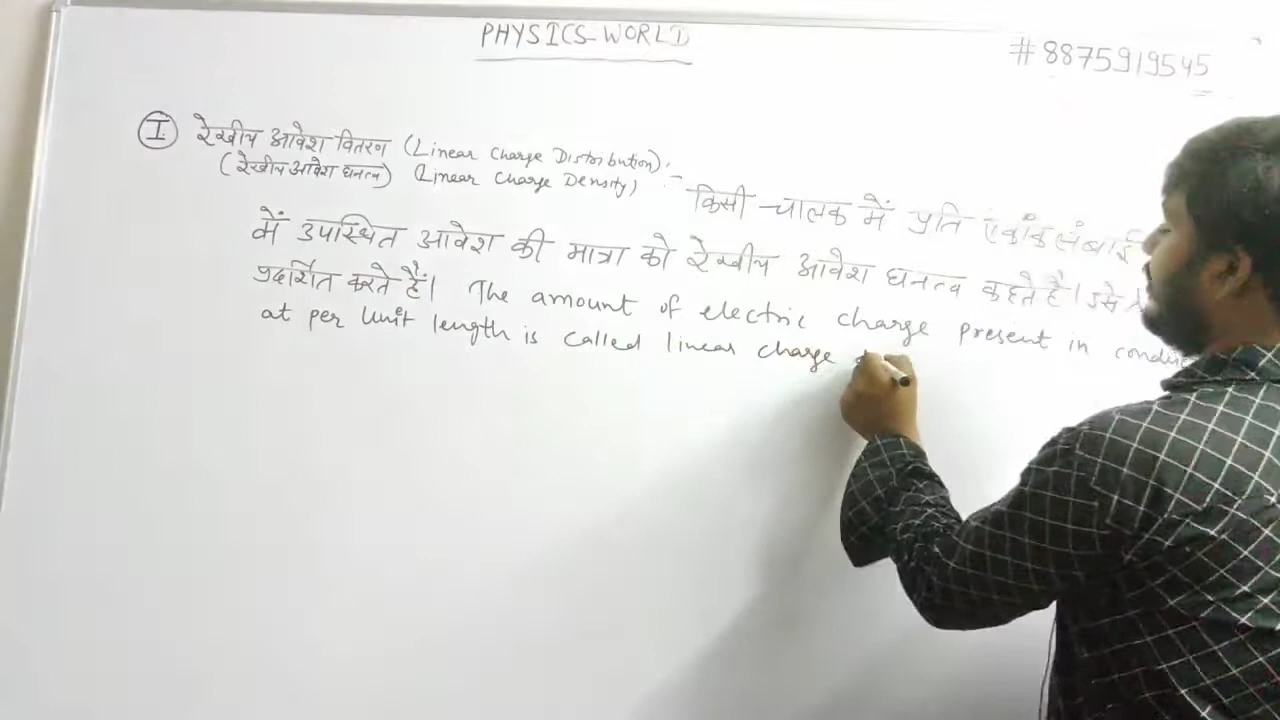 PHYSICS-WORLD
#8875919545
I रेखीय आवेश वितरण (Linear Charge Distribution):-
(रेखीय आवेश घनत्व) (Linear Charge Density)
किसी चालक में प्रति एकांक लंबाई
में उपस्थित आवेश की मात्रा को रेखीय आवेश घनत्व कहते है। इसे
प्रदर्शित करते हैं। The amount of electric charge present in
at per Unit length is called linear charge